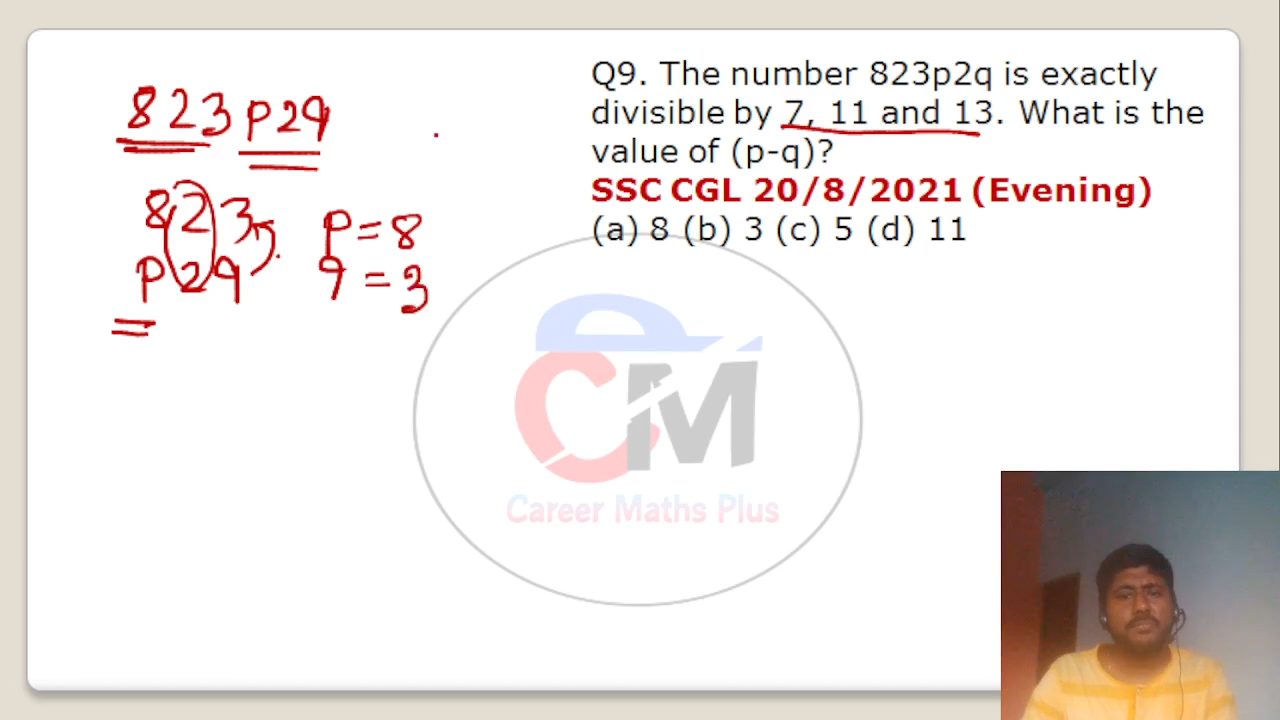 823p2q
823
p2q
p=8
q=3
Q9. The number 823p2q is exactly
divisible by 7, 11 and 13. What is the
value of (p-q)?
SSC CGL 20/8/2021 (Evening)
(a) 8 (b) 3 (c) 5 (d) 11
CM
Career Maths Plus